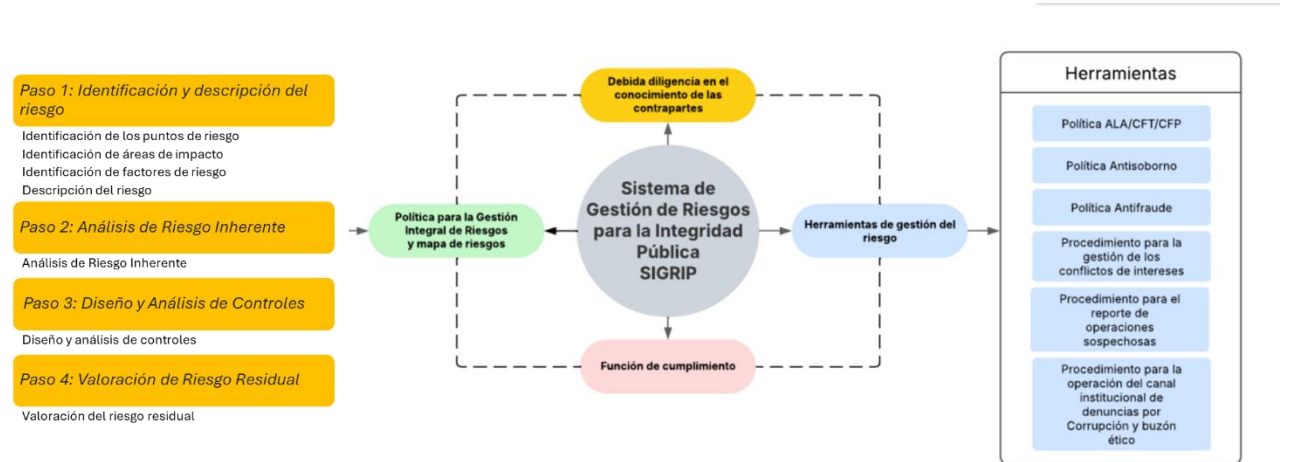 Paso 1: Identificación y descripción del
riesgo
Identificación de los puntos de riesgo
Identificación de áreas de impacto
Identificación de factores de riesgo
Descripción del riesgo
Paso 2: Análisis de Riesgo Inherente
Análisis de Riesgo Inherente
Paso 3: Diseño y Análisis de Controles
Diseño y análisis de controles
Paso 4: Valoración de Riesgo Residual
Valoración del riesgo residual
Política para la Gestión
Integral de Riesgos
y mapa de riesgos
Debida diligencia en el
conocimiento de las
contrapartes
Sistema de
Gestión de Riesgos
para la Integridad
Pública
SIGRIP
Función de cumplimiento
Herramientas de gestión del
riesgo
Herramientas
Política ALA/CFT/CFP
Política Antisoborno
Política Antifraude
Procedimiento para la
gestión de los
conflictos de intereses
Procedimiento para el
reporte de
operaciones
sospechosas
Procedimiento para la
operación del canal
institucional de
denuncias por
Corrupción y buzón
ético